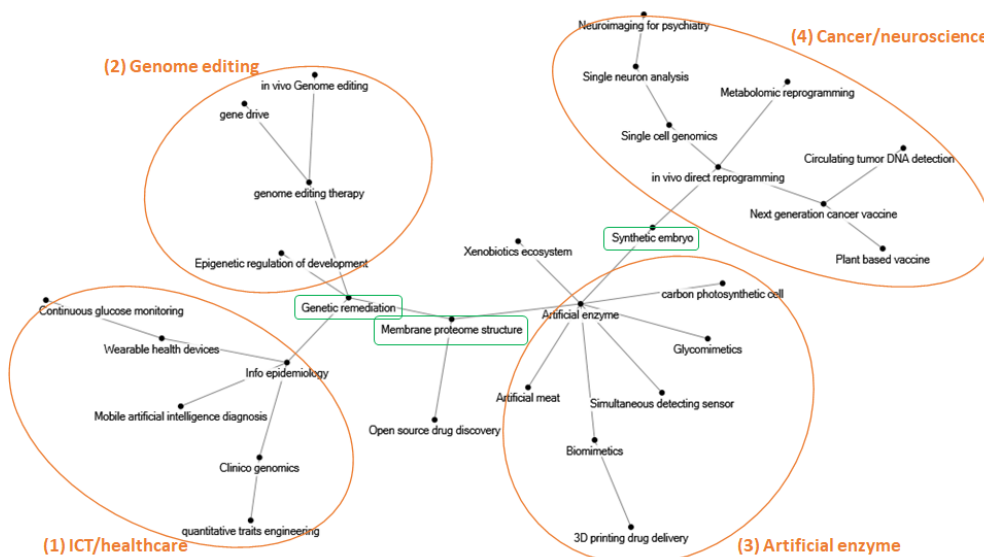 Neuroimaging for psychiatry
(4) Cancer/neuroscience
(2) Genome editing
Single neuron analysis
in vivo Genome editing
Metabolomic reprogramming
gene drive
Single cell genomics
Circulating tumor DNA detection
in vivo direct reprogramming
genome editing therapy
Next generation cancer vaccine
Synthetic embryo
Xenobiotics ecosystem
Plant based vaccine
Epigenetic regulation of development
carbon photosynthetic cell
Continuous glucose monitoring
Genetic remediation
Artificial enzyme
Membrane proteome structure
Wearable health devices
Glycomimetics
Info epidemiology
Artificial meat
Simultaneous detecting sensor
Mobile artificial intelligence diagnosis
Open source drug discovery
Biomimetics
Clinico genomics
quantitative traits engineering
3D printing drug delivery
(1) ICT/healthcare
(3) Artificial enzyme